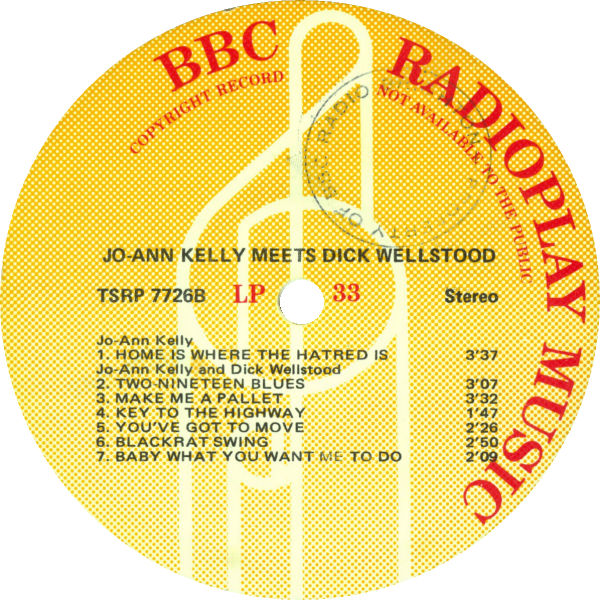 BBC RADIOPLAY MUSIC
COPYRIGHT RECORD
NOT AVAILABLE TO THE PUBLIC
BBC RADIO
PROPERTY OF
JO-ANN KELLY MEETS DICK WELLSTOOD
TSRP 7726B LP 33 Stereo
Jo-Ann Kelly
1. HOME IS WHERE THE HATRED IS 3'37
Jo-Ann Kelly and Dick Wellstood
2. TWO NINETEEN BLUES 3'07
3. MAKE ME A PALLET 3'32
4. KEY TO THE HIGHWAY 1'47
5. YOU'VE GOT TO MOVE 2'26
6. BLACKRAT SWING 2'50
7. BABY WHAT YOU WANT ME TO DO 2'09